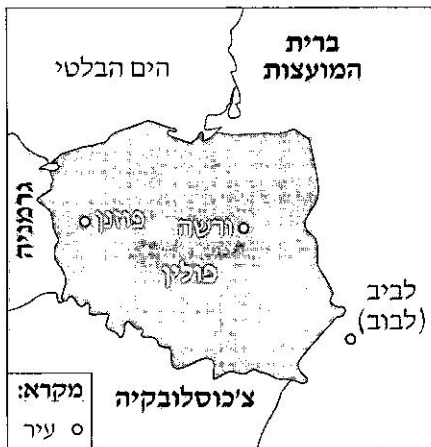 ברית
המועצות
הים הבלטי
גרמניה
פוזנן
ורשה
פולין
לביב
(לבוב)
צ'כוסלובקיה
מקרא:
עיר